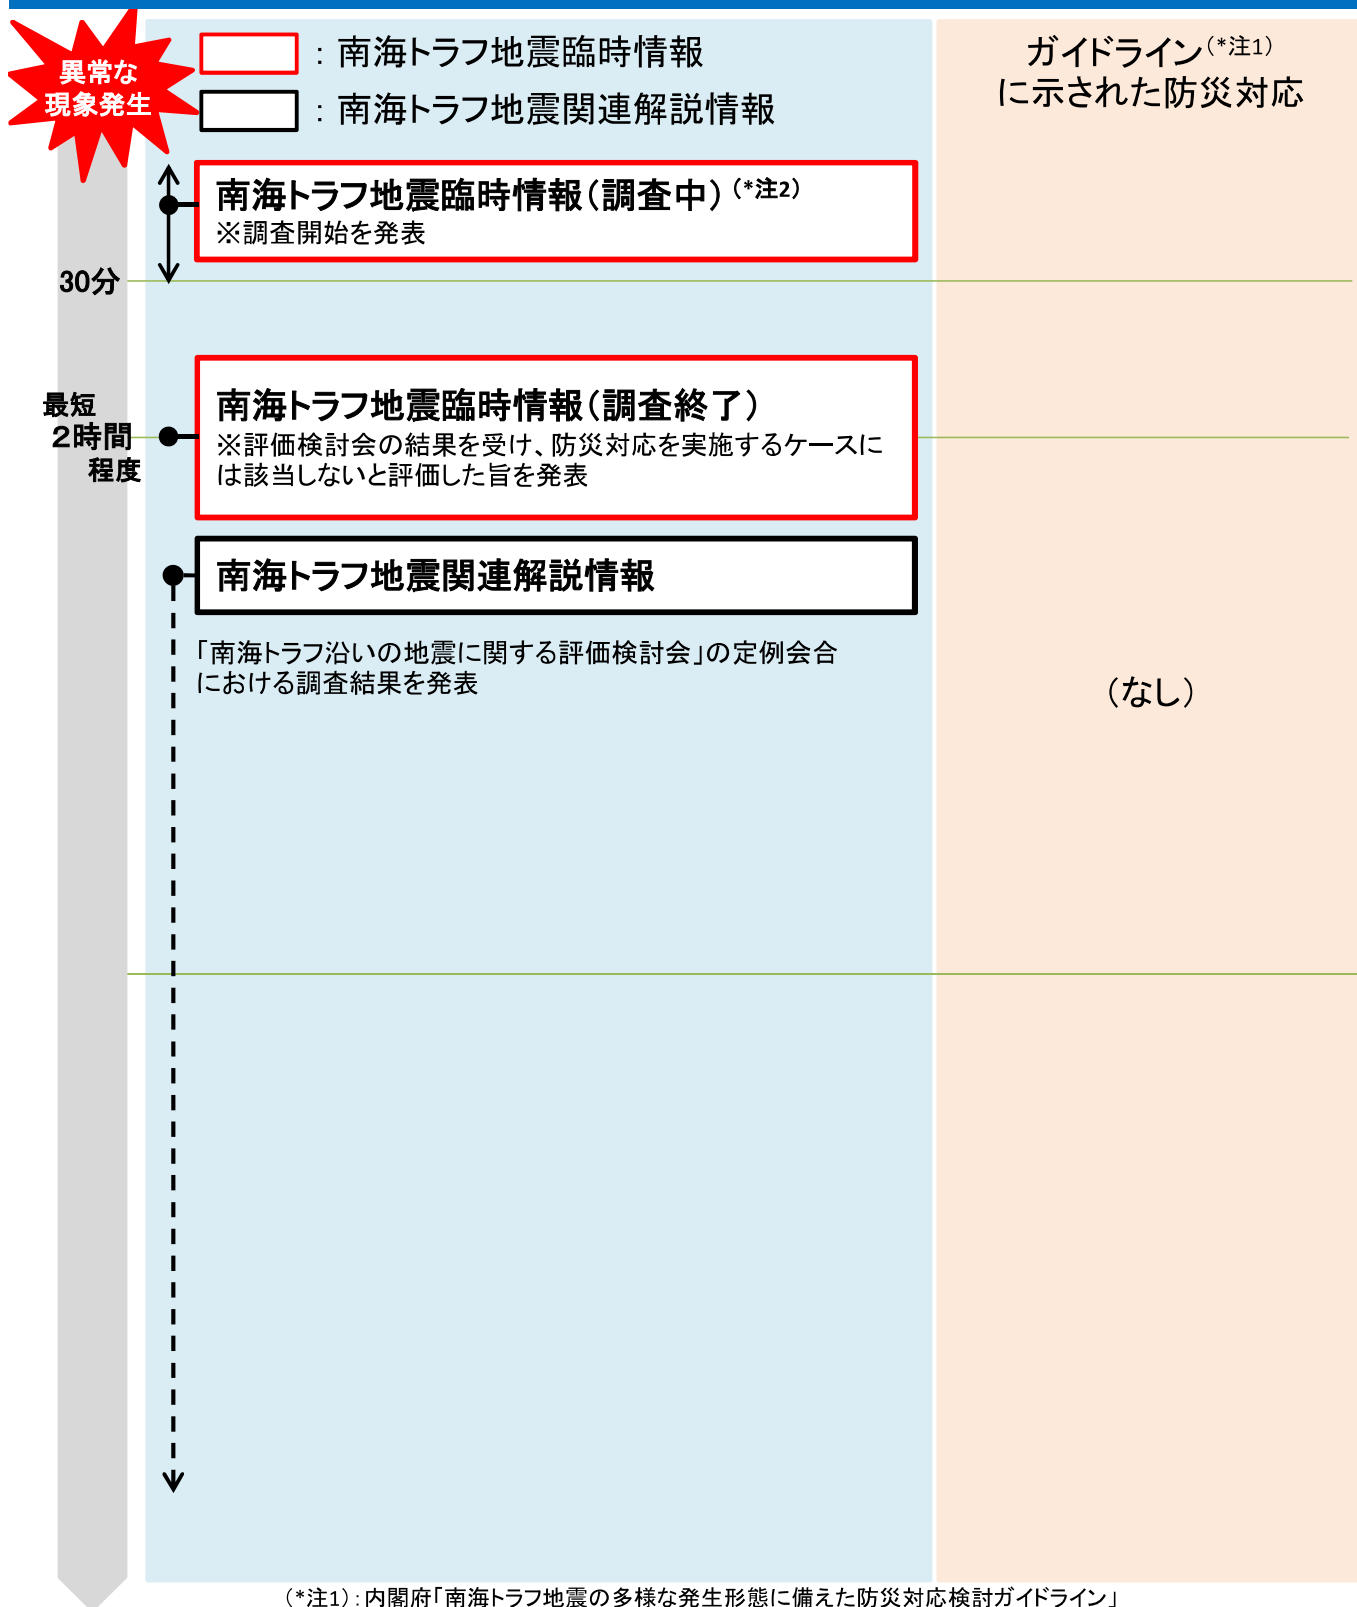 異常な
現象発生
：南海トラフ地震臨時情報
：南海トラフ地震関連解説情報
ガイドライン(*注1)
に示された防災対応
南海トラフ地震臨時情報(調査中)(*注2)
※調査開始を発表
30分
最短
2時間
程度
南海トラフ地震臨時情報(調査終了)
※評価検討会の結果を受け、防災対応を実施するケースに
は該当しないと評価した旨を発表
南海トラフ地震関連解説情報
「南海トラフ沿いの地震に関する評価検討会」の定例会合
における調査結果を発表
(なし)
(*注1)：内閣府「南海トラフ地震の多様な発生形態に備えた防災対応検討ガイドライン」